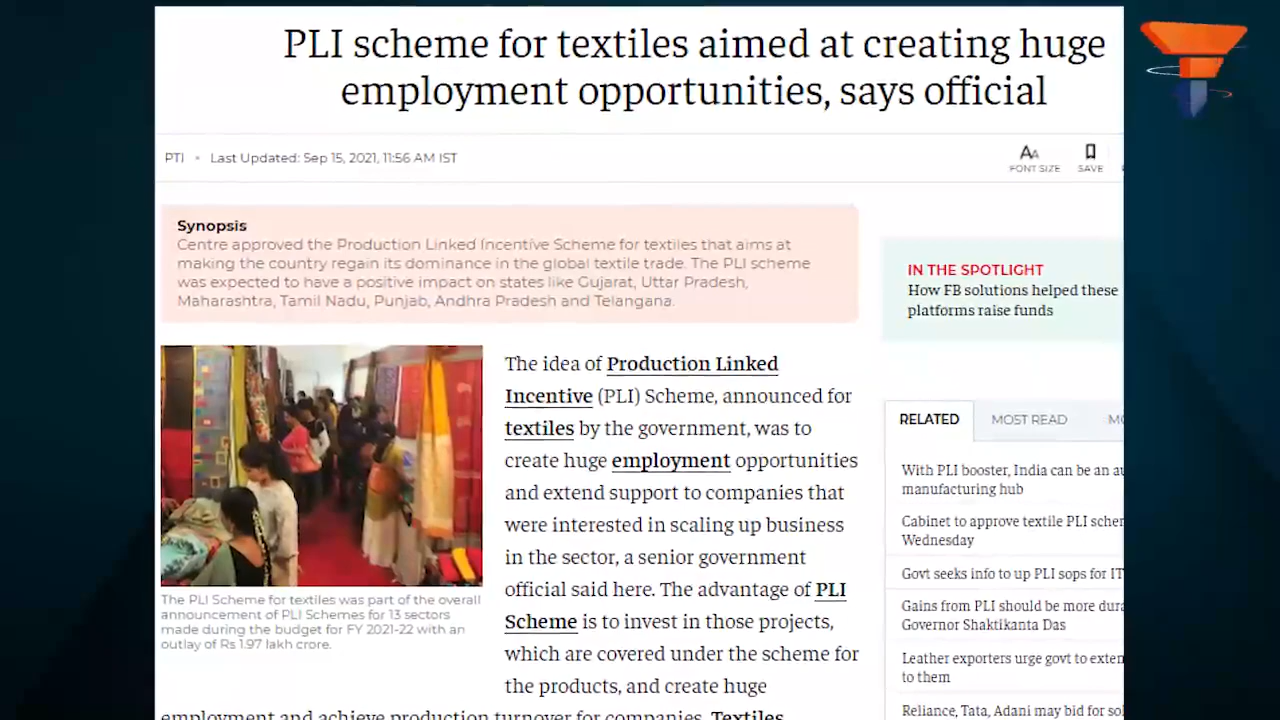 PLI scheme for textiles aimed at creating huge
employment opportunities, says official
PTI • Last Updated: Sep 15, 2021, 11:56 AM IST
FONT SIZE
SAVE
Synopsis
Centre approved the Production Linked Incentive Scheme for textiles that aims at
making the country regain its dominance in the global textile trade. The PLI scheme
was expected to have a positive impact on states like Gujarat, Uttar Pradesh,
Maharashtra, Tamil Nadu, Punjab, Andhra Pradesh and Telangana.
The PLI Scheme for textiles was part of the overall
announcement of PLI Schemes for 13 sectors
made during the budget for FY 2021-22 with an
outlay of Rs 1.97 lakh crore.
The idea of Production Linked
Incentive (PLI) Scheme, announced for
textiles by the government, was to
create huge employment opportunities
and extend support to companies that
were interested in scaling up business
in the sector, a senior government
official said here. The advantage of PLI
Scheme is to invest in those projects,
which are covered under the scheme for
the products, and create huge
employment and achieve production turnover for companies, Textiles
IN THE SPOTLIGHT
How FB solutions helped these
platforms raise funds
RELATED
MOST READ
With PLI booster, India can be an
manufacturing hub
Cabinet to approve textile PLI
Wednesday
Govt seeks info to up PLI sops for IT
Gains from PLI should be more
Governor Shaktikanta Das
Leather exporters urge govt to
to them
Reliance, Tata, Adani may bid for